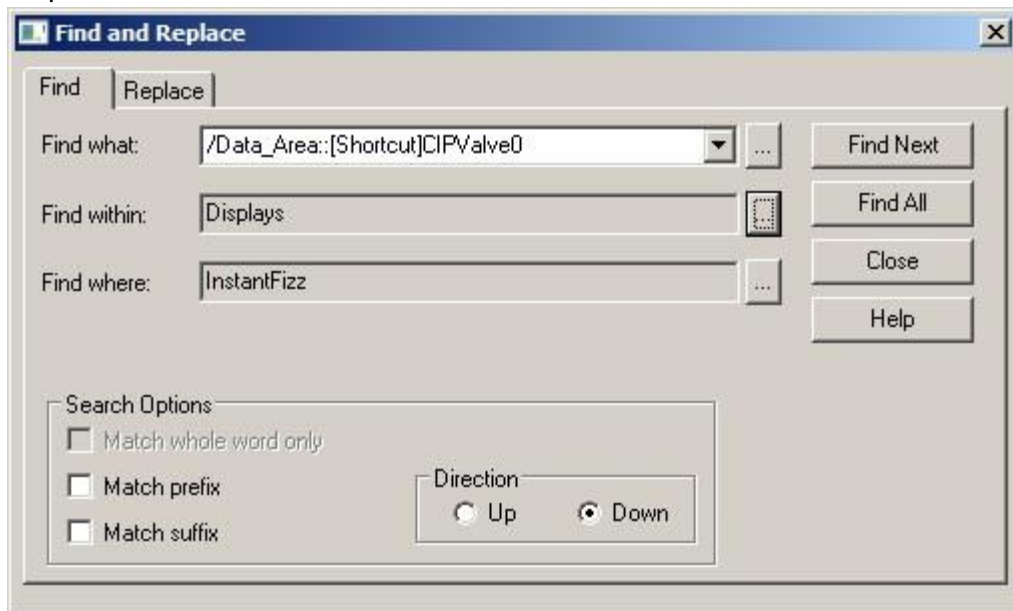 Find and Replace
Find Replace
Find what: /Data_Area::[Shortcut]CIPValve0 ... Find Next
Find within: Displays ... Find All
Close
Find where: InstantFizz ...
Help
Search Options
Match whole word only
Match prefix
Direction
Up Down
Match suffix